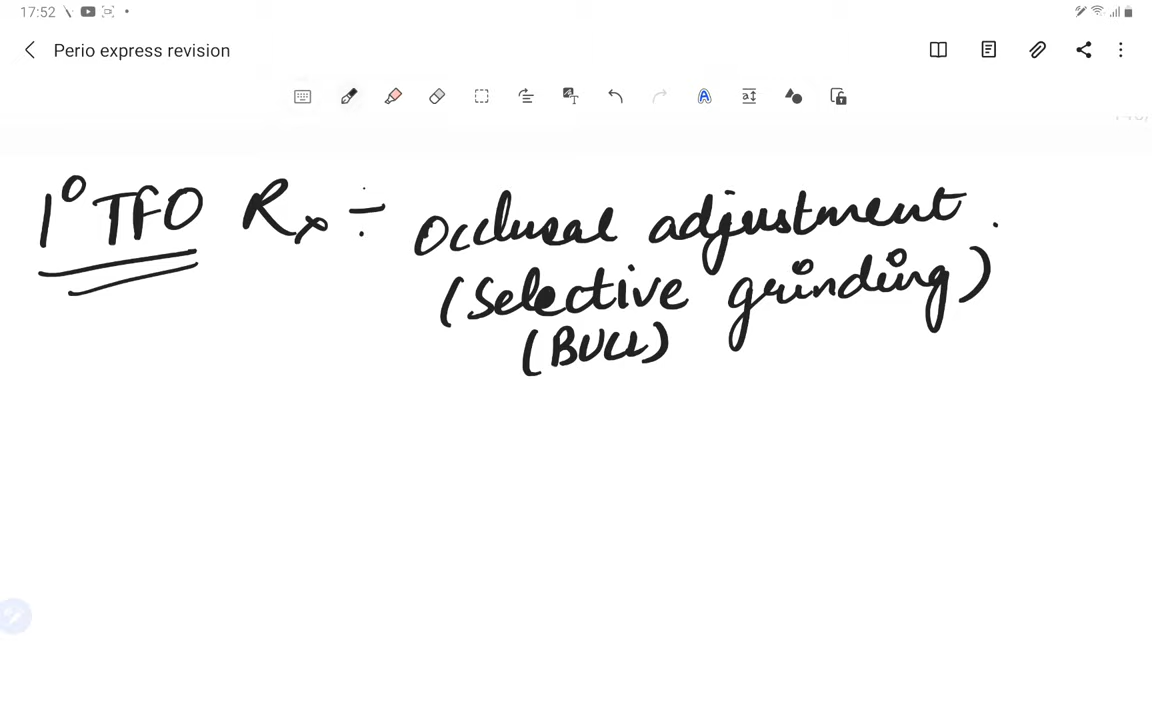 17:52
Perio express revision
1° TFO Rx ÷ Occlusal adjustment.
(Selective grinding)
(BULL)